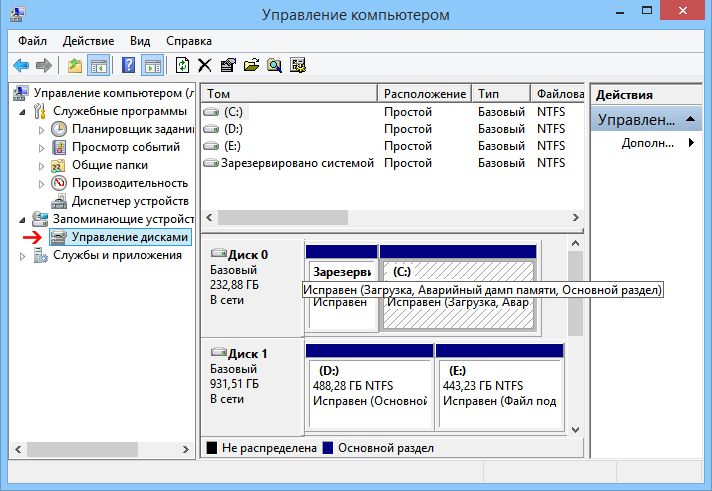 Управление компьютером
Файл Действие Вид Справка
Управление компьютером (л
Служебные программы
Планировщик задани
Просмотр событий
Общие папки
Производительность
Диспетчер устройств
Запоминающие устройст
Управление дисками
Службы и приложения
Том Расположение Тип Файлова
(C:) Простой Базовый NTFS
(D:) Простой Базовый NTFS
(E:) Простой Базовый NTFS
Зарезервировано системой Простой Базовый NTFS
Действия
Управлен...
Дополн...
Диск 0
Базовый
232,88 ГБ
В сети
Зарезерви
Исправен
(C:)
Исправен (Загрузка, Аварийный дамп памяти, Основной раздел)
Исправен (Загрузка, Авар
Диск 1
Базовый
931,51 ГБ
В сети
(D:)
488,28 ГБ NTFS
Исправен (Основной
(E:)
443,23 ГБ NTFS
Исправен (Файл под
Не распределена Основной раздел